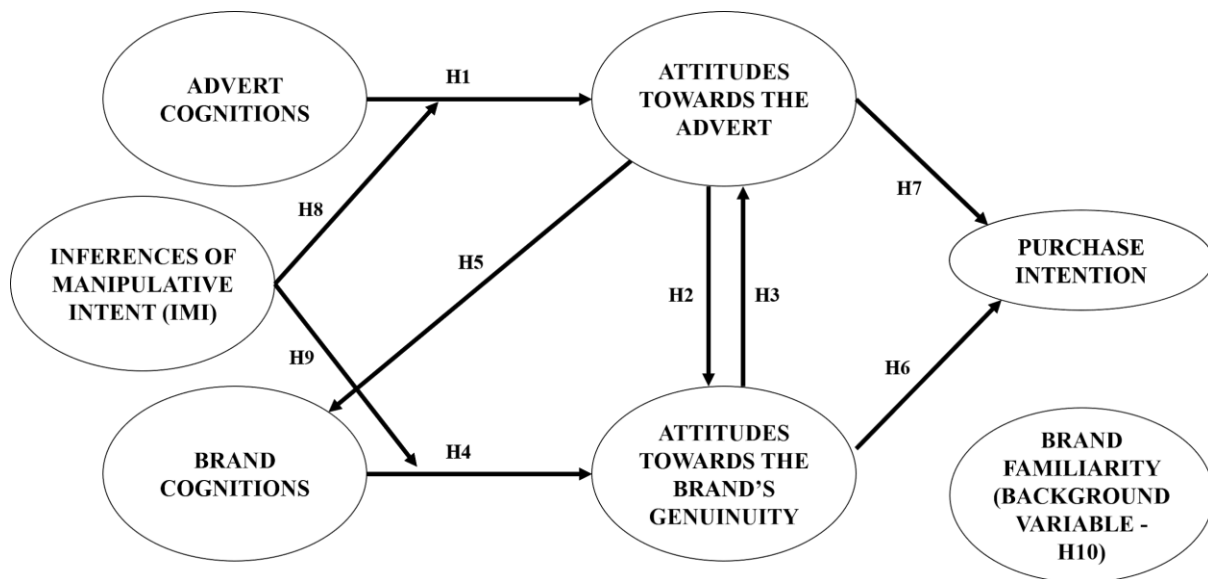 ADVERT
COGNITIONS
H1
ATTITUDES
TOWARDS THE
ADVERT
H8
H7
INFERENCES OF
MANIPULATIVE
INTENT (IMI)
H5
H2
H3
PURCHASE
INTENTION
H9
H6
BRAND
COGNITIONS
H4
ATTITUDES
TOWARDS THE
BRAND'S
GENUINUITY
BRAND
FAMILIARITY
(BACKGROUND
VARIABLE -
H10)